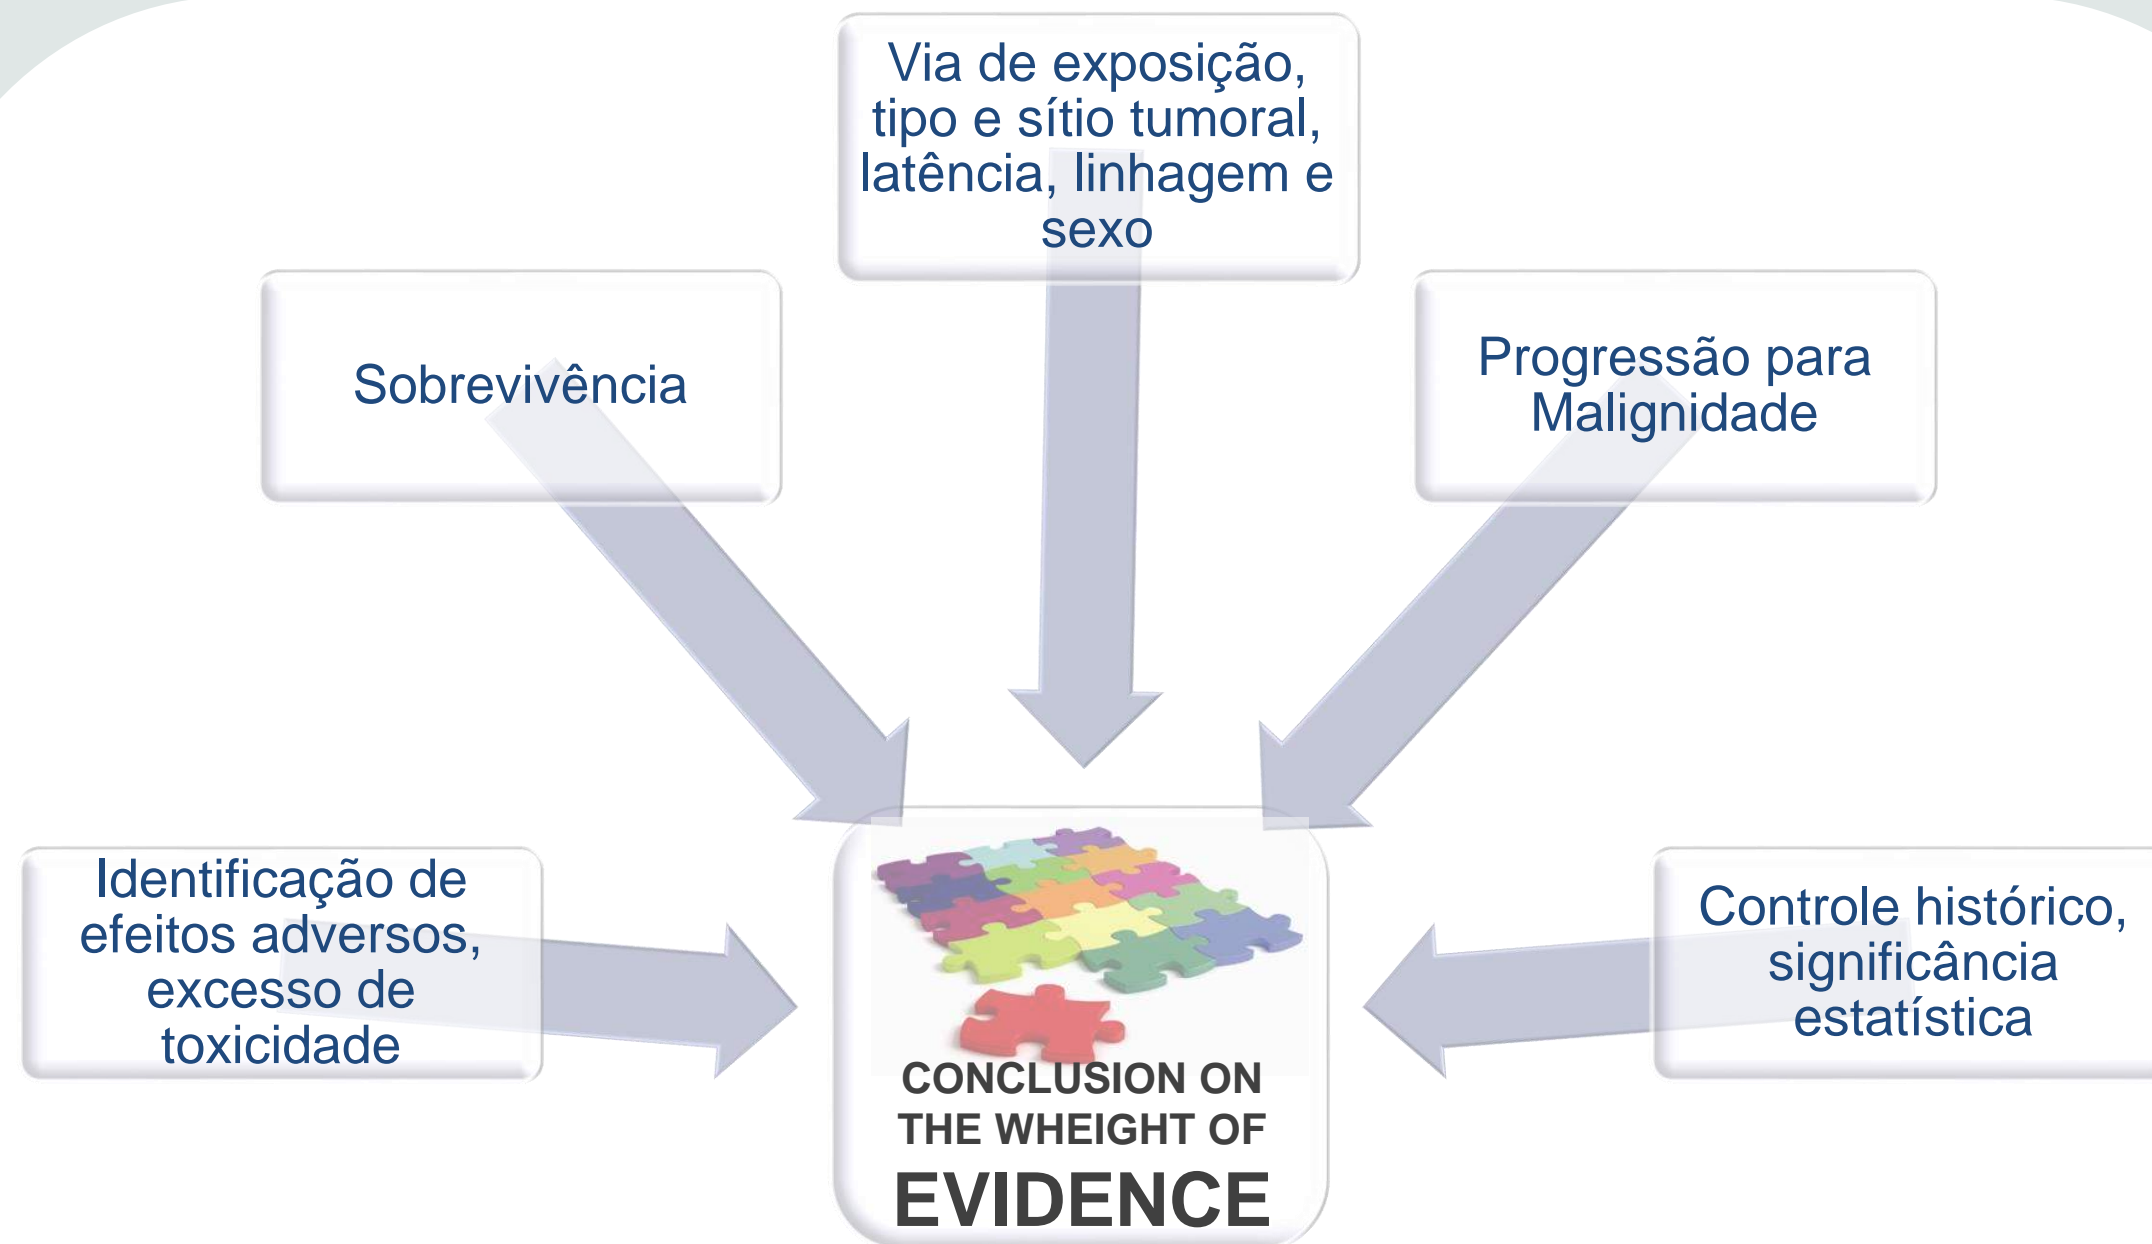 Via de exposição,
tipo e sítio tumoral,
latência, linhagem e
sexo
Sobrevivência
Progressão para
Malignidade
Identificação de
efeitos adversos,
excesso de
toxicidade
Controle histórico,
significância
estatística
CONCLUSION ON
THE WHEIGHT OF
EVIDENCE